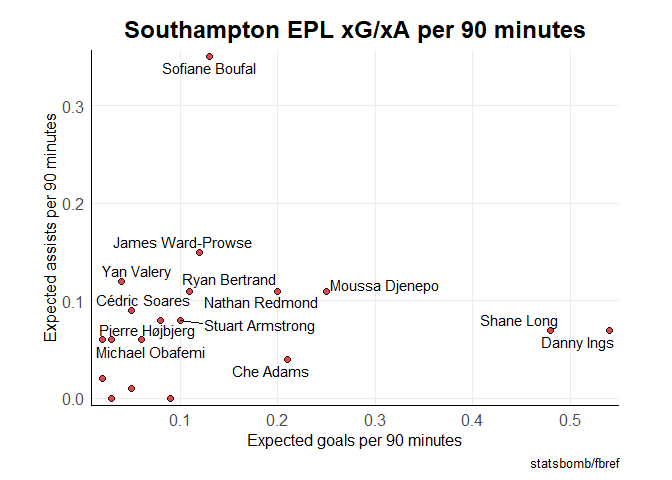 Southampton EPL xG/xA per 90 minutes
Sofiane Boufal
0.3
Expected assists per 90 minutes
0.2
James Ward-Prowse
Yan Valery
Ryan Bertrand
Moussa Djenepo
Cédric Soares
Nathan Redmond
0.1
Shane Long
Stuart Armstrong
Pierre Højbjerg
Danny Ings
Michael Obafemi
Che Adams
0.0
0.1
0.2
0.3
0.4
0.5
Expected goals per 90 minutes
statsbomb/fbref